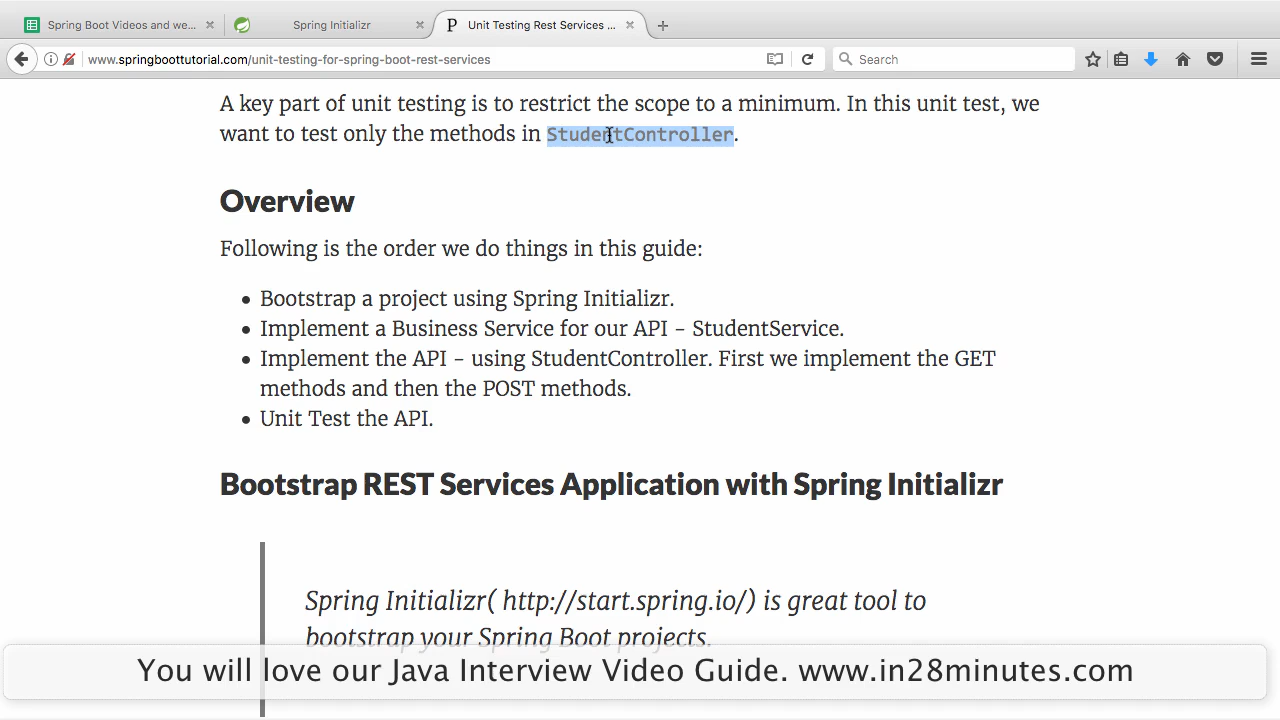 Spring Boot Videos and we...
Spring Initializr
Unit Testing Rest Services ...
www.springboottutorial.com/unit-testing-for-spring-boot-rest-services
Search
A key part of unit testing is to restrict the scope to a minimum. In this unit test, we
want to test only the methods in StudentController.
Overview
Following is the order we do things in this guide:
• Bootstrap a project using Spring Initializr.
• Implement a Business Service for our API - StudentService.
• Implement the API - using StudentController. First we implement the GET
methods and then the POST methods.
• Unit Test the API.
Bootstrap REST Services Application with Spring Initializr
Spring Initializr( http://start.spring.io/) is great tool to
bootstrap your Spring Boot projects.
You will love our Java Interview Video Guide. www.in28minutes.com